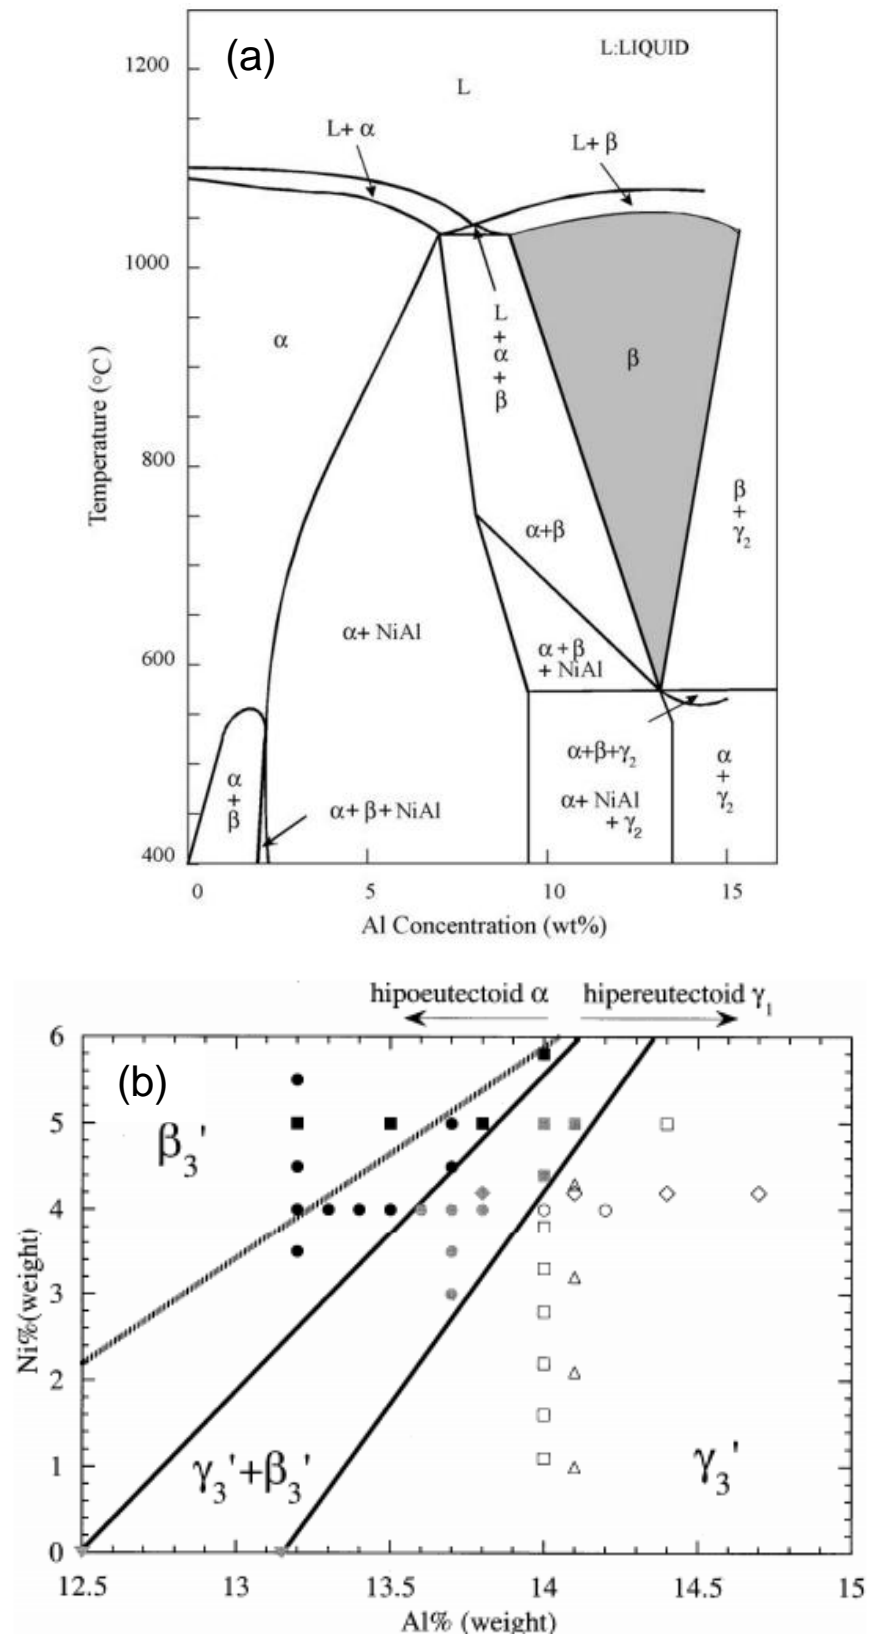 (a)
L:LIQUID
1200
L
L+ α
L+ β
1000
L
+
α
+
β
α
β
Temperature (°C)
800
β
+
γ₂
α+β
α+ NiAl
600
α+β
+ NiAl
α+β+γ₂
α
+
γ₂
α
+
β
α+ β+ NiAl
α+ NiAl
+ γ₂
400
0 5 10 15
Al Concentration (wt%)
hipoeutectoid α hipereutectoid γ₁
6
(b)
β₃'
5
4
Ni%(weight)
3
2
γ₃'+β₃'
γ₃'
1
0
12.5 13 13.5 14 14.5 15
Al% (weight)